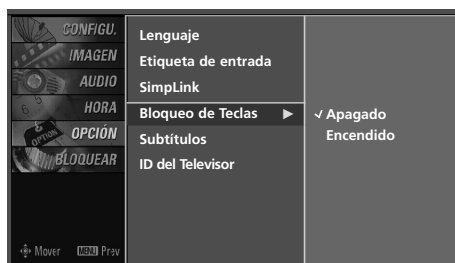 CONFIGU.
IMAGEN
AUDIO
HORA
OPCIÓN
BLOQUEAR
Mover MENU Prev
Lenguaje
Etiqueta de entrada
SimpLink
Bloqueo de Teclas
Subtítulos
ID del Televisor
Apagado
Encendido